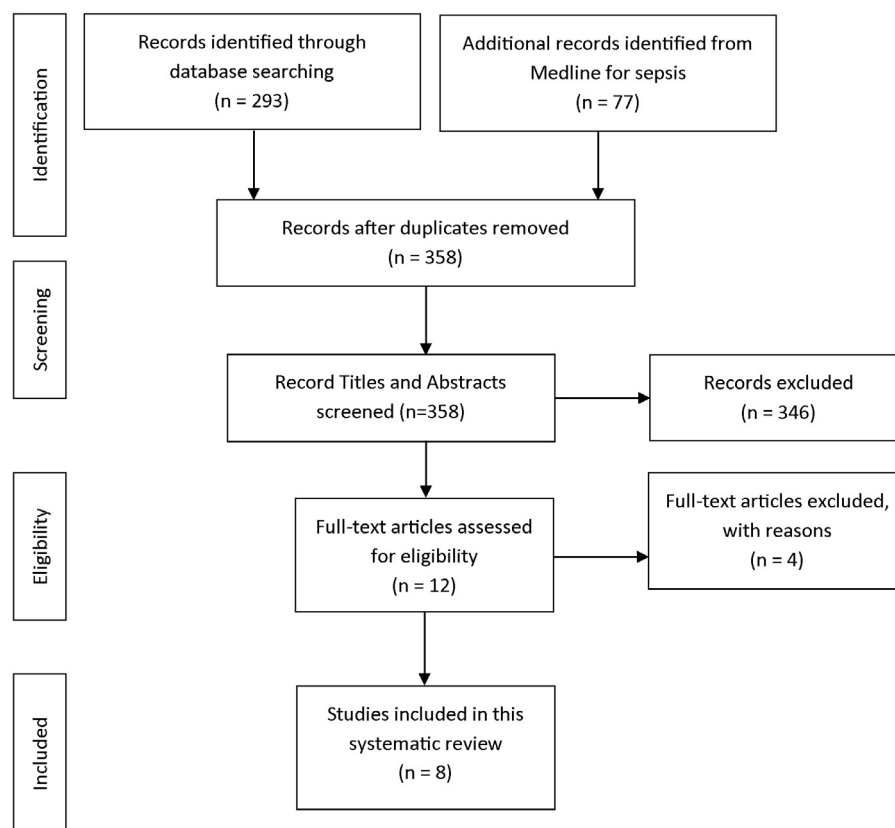 Identification
Records identified through
database searching
(n = 293)
Additional records identified from
Medline for sepsis
(n = 77)
Records after duplicates removed
(n = 358)
Screening
Record Titles and Abstracts
screened (n=358)
Records excluded
(n = 346)
Eligibility
Full-text articles assessed
for eligibility
(n = 12)
Full-text articles excluded,
with reasons
(n = 4)
Included
Studies included in this
systematic review
(n = 8)